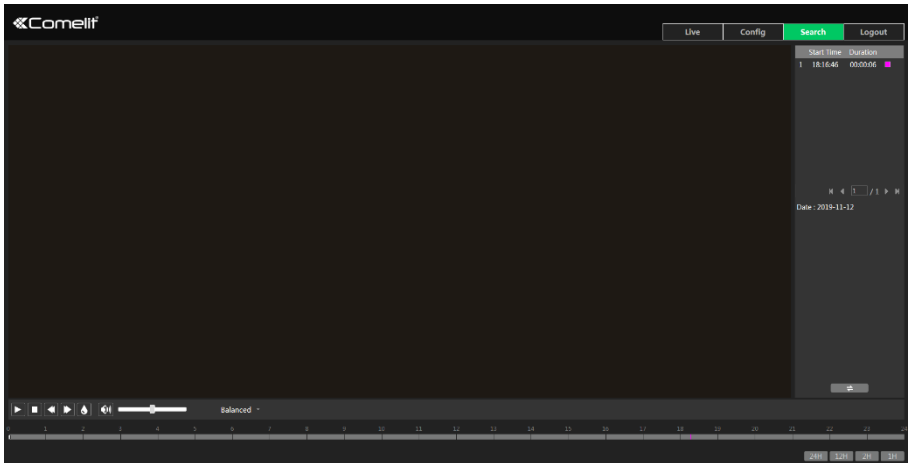 Comelit
Live Config Search Logout
Start Time Duration
1 18:16:46 00:00:06
1 / 1
Date : 2019-11-12
Balanced
0 1 2 3 4 5 6 7 8 9 10 11 12 13 14 15 16 17 18 19 20 21 22 23 24
24H 12H 2H 1H